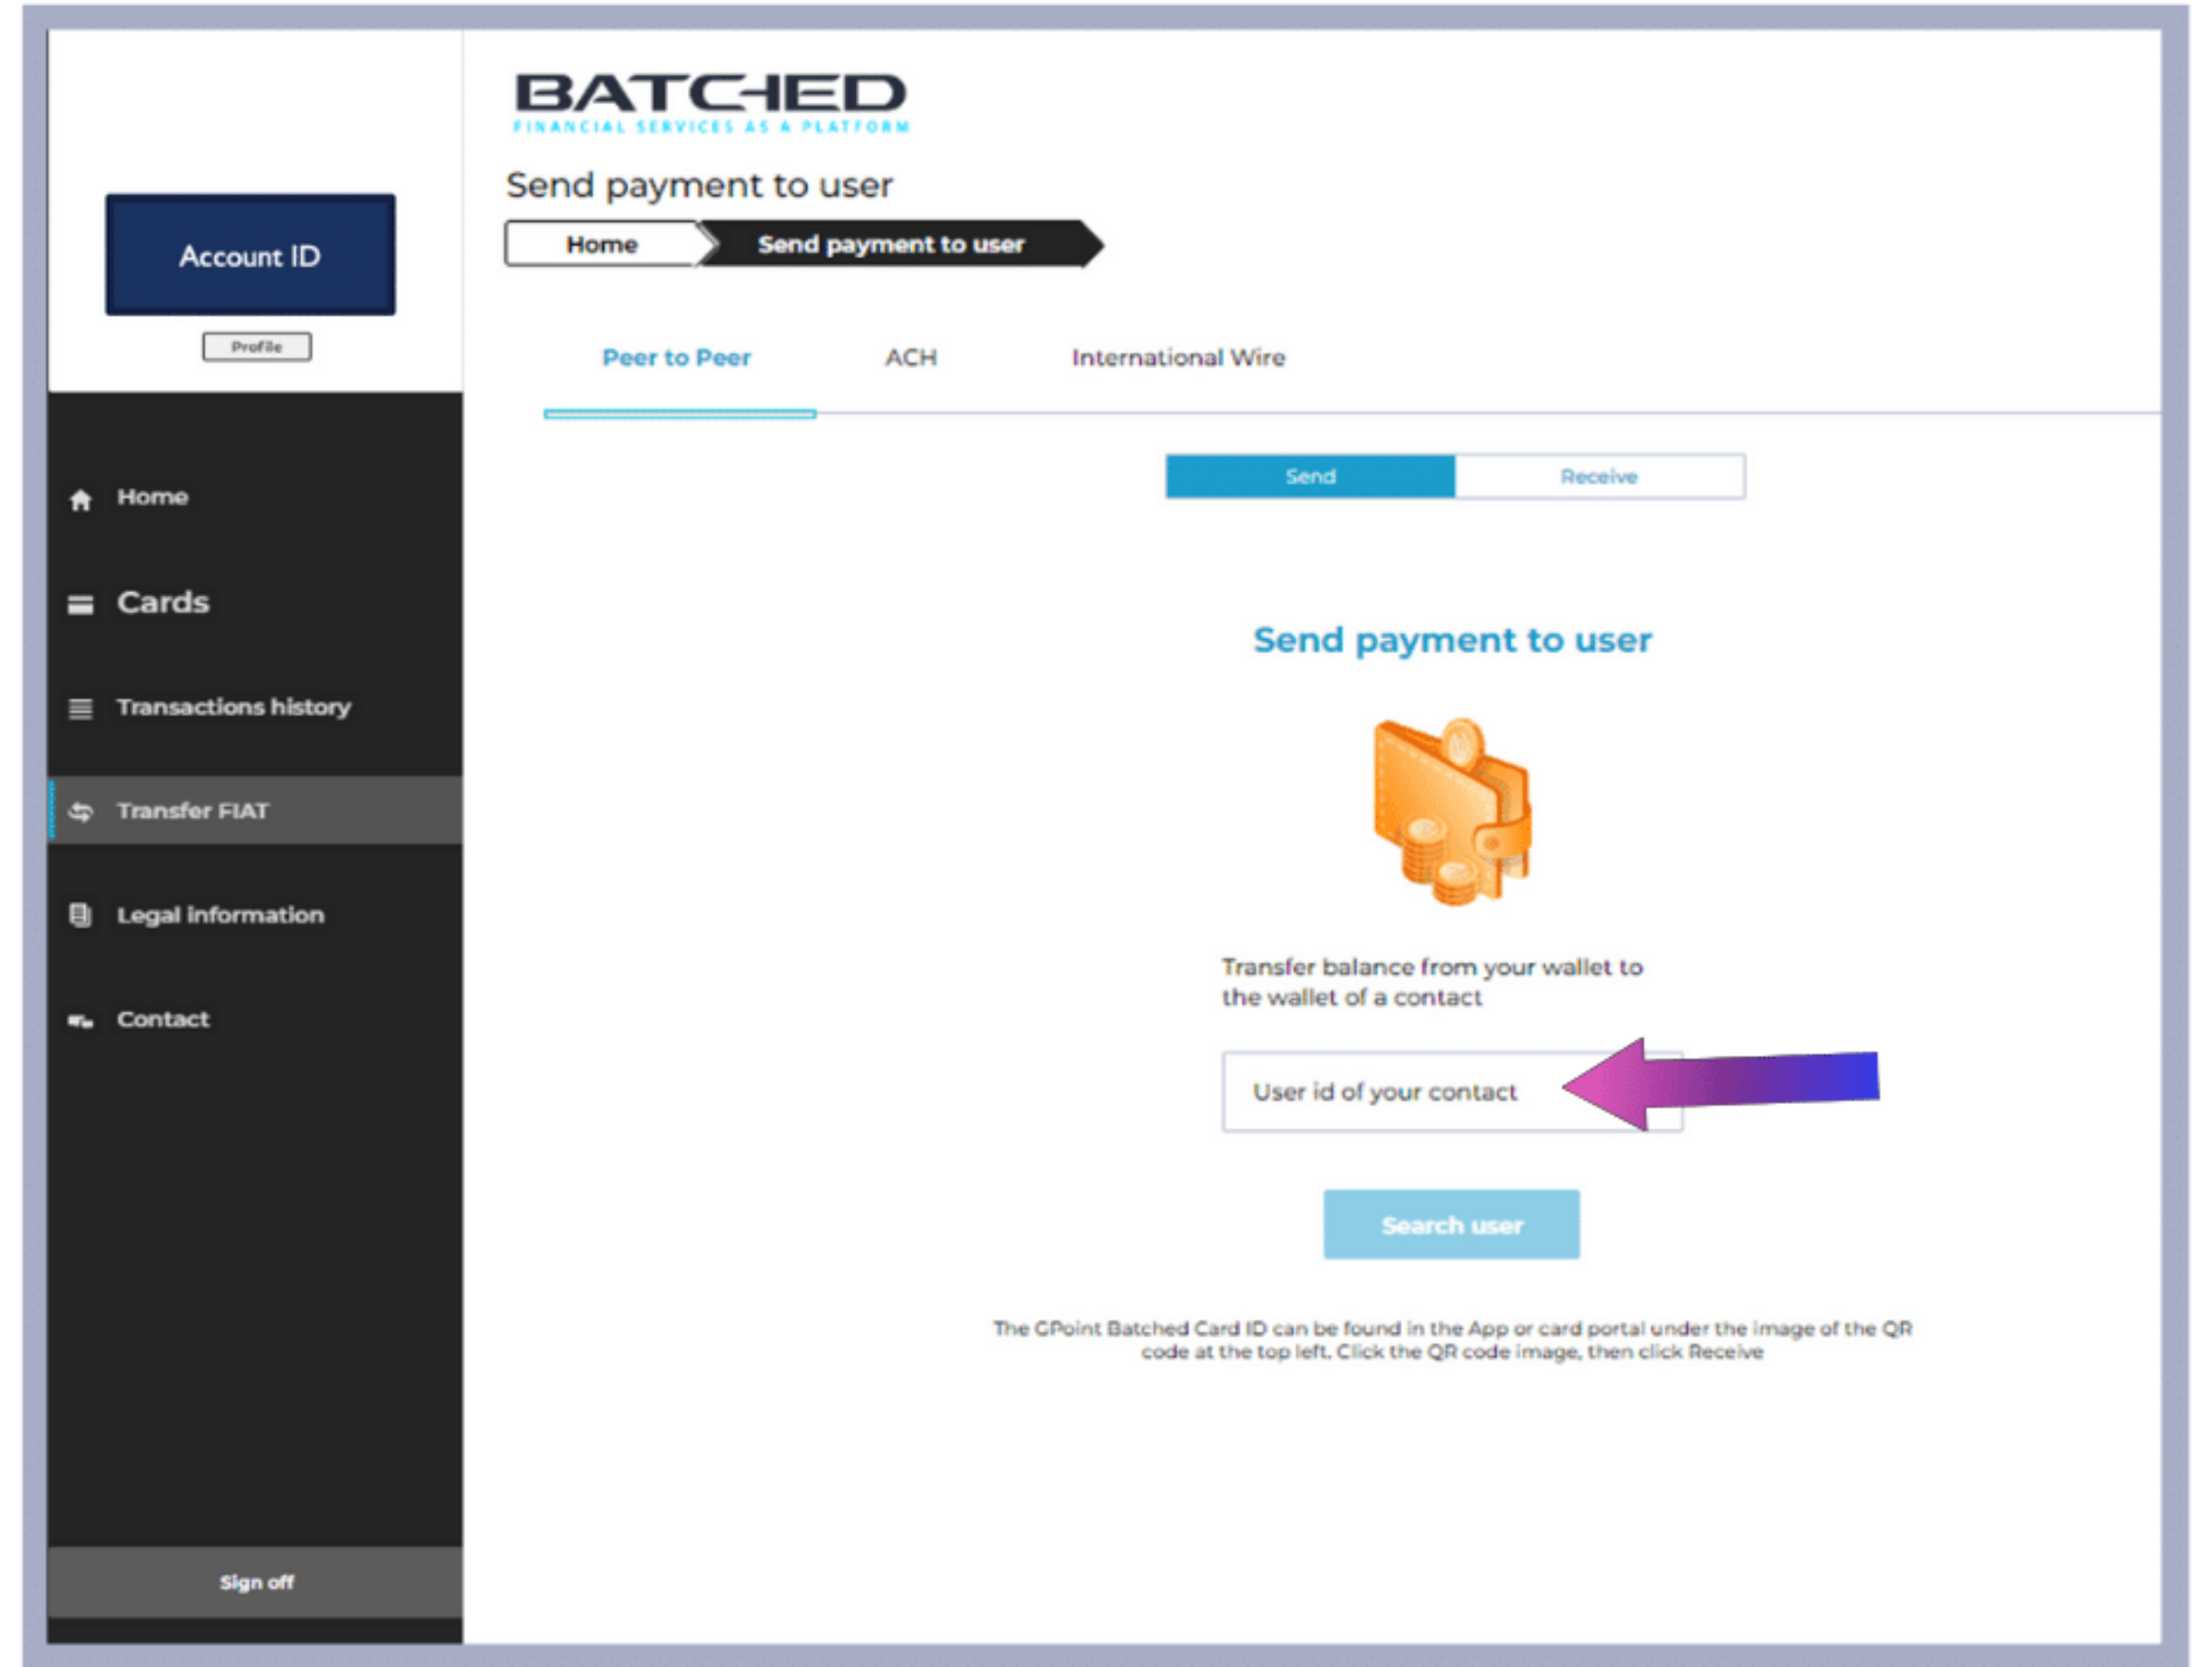 BATCHED
FINANCIAL SERVICES AS A PLATFORM
Send payment to user
Home
Send payment to user
Account ID
Profile
Peer to Peer
ACH
International Wire
Send
Receive
Home
Cards
Transactions history
Transfer FIAT
Legal information
Contact
Sign off
Send payment to user
Transfer balance from your wallet to
the wallet of a contact
User id of your contact
Search user
The GPoint Batched Card ID can be found in the App or card portal under the image of the QR
code at the top left. Click the QR code image, then click Receive